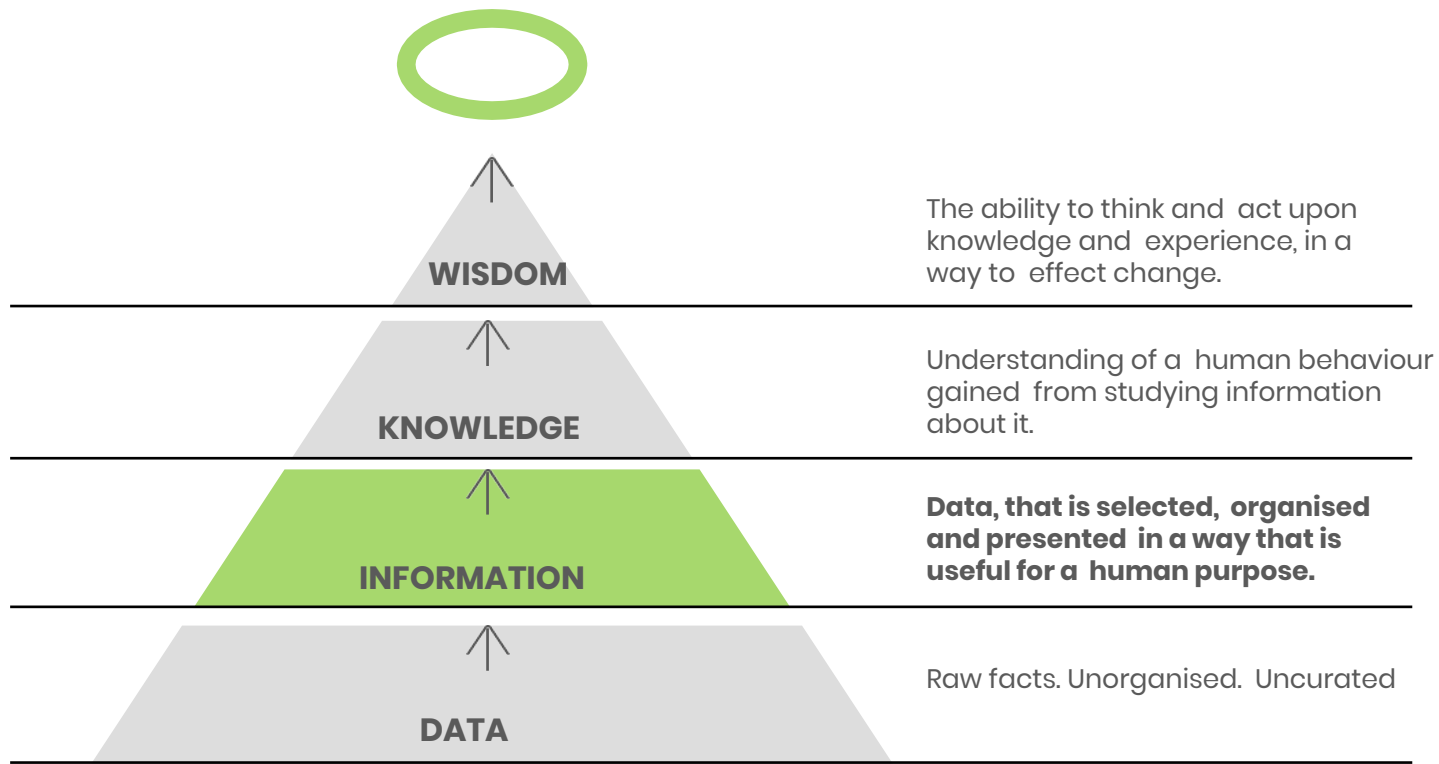 The ability to think and act upon
knowledge and experience, in a
way to effect change.
WISDOM
Understanding of a human behaviour
gained from studying information
about it.
KNOWLEDGE
Data, that is selected, organised
and presented in a way that is
useful for a human purpose.
INFORMATION
Raw facts. Unorganised. Uncurated
DATA